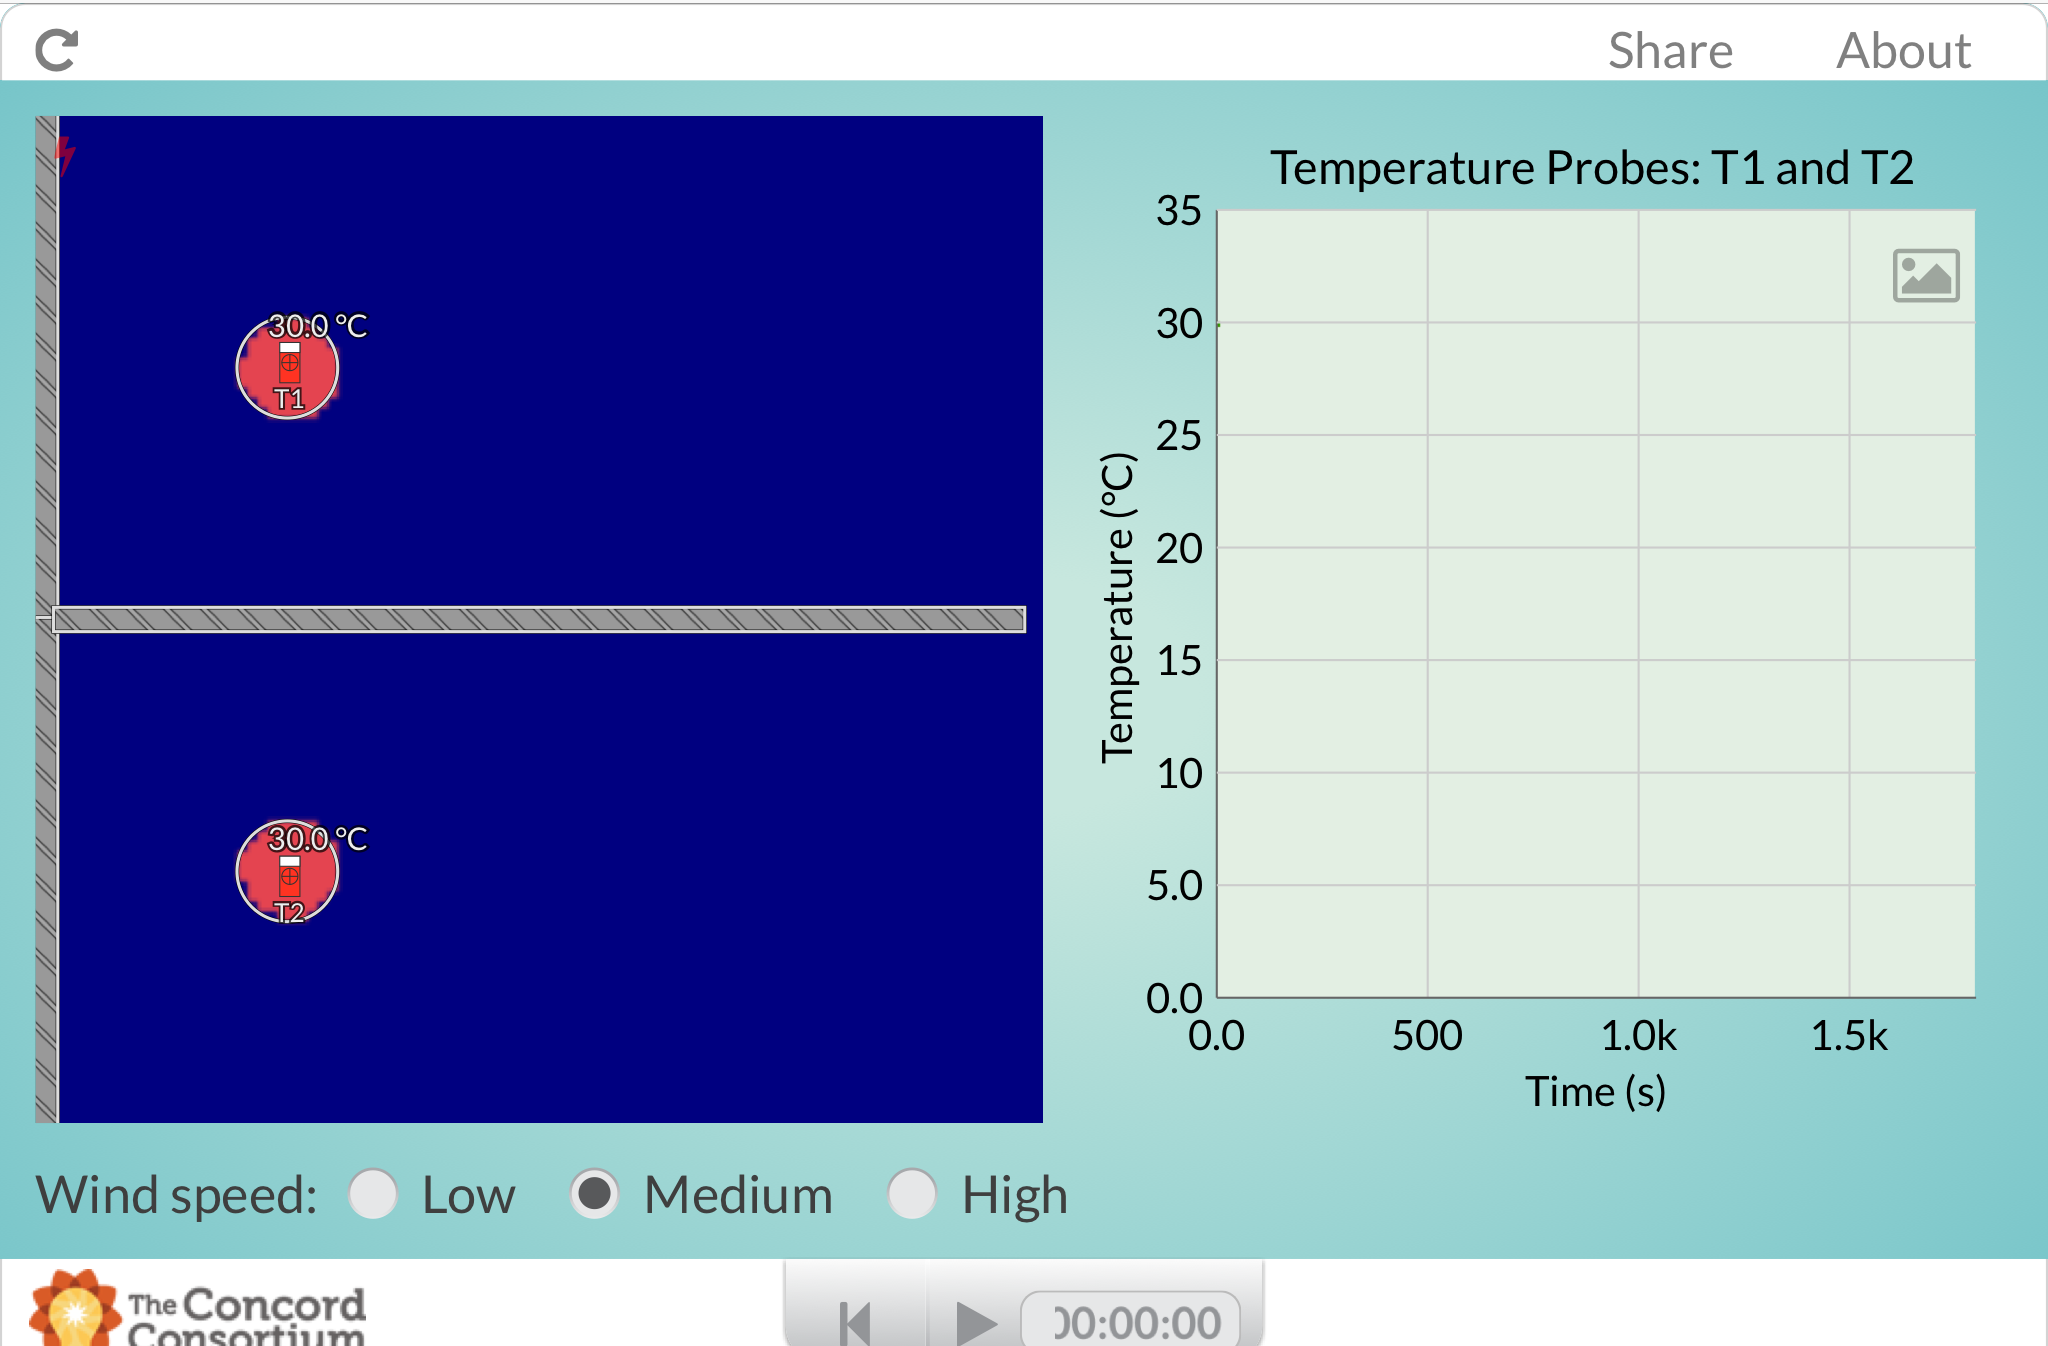 Share About
Temperature Probes: T1 and T2
35
30
25
20
15
10
5.0
0.0
Temperature (°C)
0.0 500 1.0k 1.5k
Time (s)
30.0 °C
T1
30.0 °C
T2
Wind speed: Low Medium High
The Concord
Consortium
00:00:00